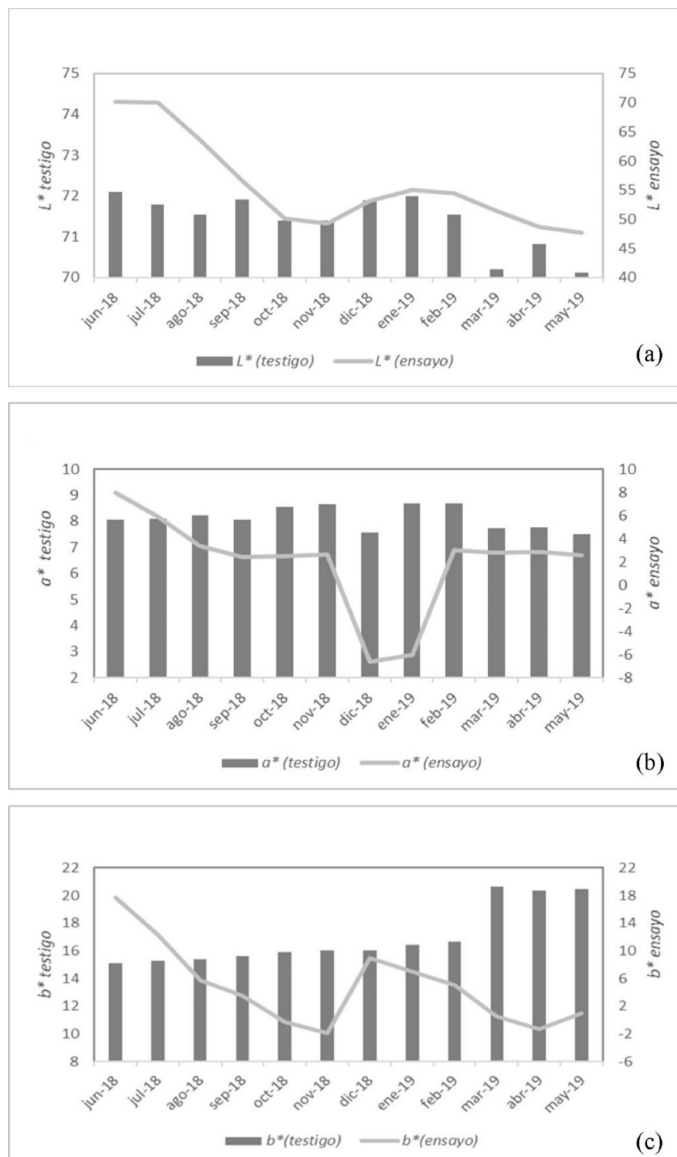 75
74
73
72
71
70
L* testigo
75
70
65
60
55
50
45
40
L* ensayo
jun-18
jul-18
ago-18
sep-18
oct-18
nov-18
dic-18
ene-19
feb-19
mar-19
abr-19
may-19
L* (testigo) L* (ensayo)
(a)
10
9
8
7
6
5
4
3
2
a* testigo
10
8
6
4
2
0
-2
-4
-6
-8
a* ensayo
jun-18
jul-18
ago-18
sep-18
oct-18
nov-18
dic-18
ene-19
feb-19
mar-19
abr-19
may-19
a* (testigo) a* (ensayo)
(b)
22
20
18
16
14
12
10
8
b* testigo
22
18
14
10
6
2
-2
-6
b* ensayo
jun-18
jul-18
ago-18
sep-18
oct-18
nov-18
dic-18
ene-19
feb-19
mar-19
abr-19
may-19
b*(testigo) b*(ensayo)
(c)